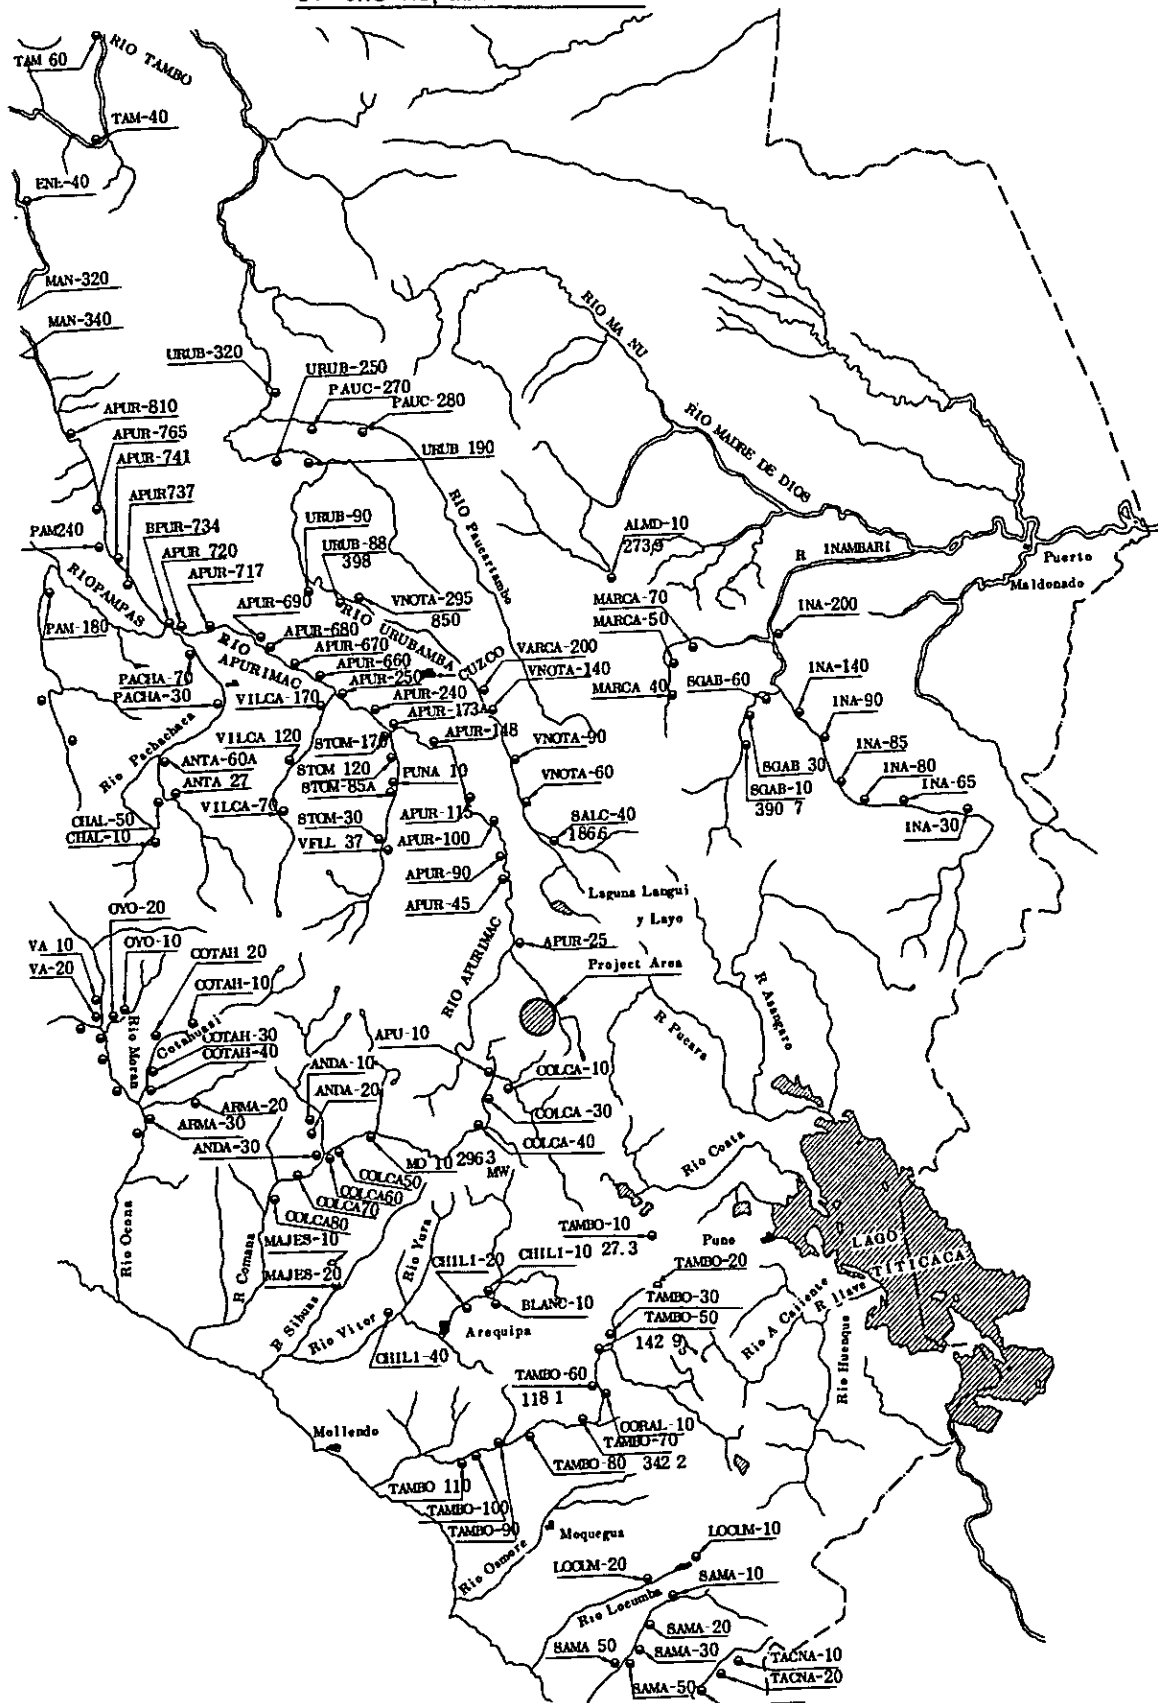 TAM 60
RIO TAMBO
TAM-40
ENE-40
MAN-320
MAN-340
URUB-320
URUB-250
PAUC-270
PAUC-280
RIO MA NU
APUR-810
APUR-765
APUR-741
APUR737
URUB 190
RIO MADRE DE DIOS
PAM240
BPUR-734
APUR 720
APUR-717
URUB-90
URUB-88
398
RIO Paucartambo
ALMD-10
273,9
R INAMBARI
Puerto
Maldonado
RIOPAMPAS
APUR-690
VNOTA-295
850
MARCA-70
INA-200
PAM-180
RIO URUBAMBA
APUR-680
MARCA-50
RIO
APURIMAC
APUR-670
APUR-660
CUZCO
VARCA-200
PACHA-70
APUR-250
VNOTA-140
SGAB-60
INA-140
PACHA-30
VILCA-170
APUR-240
MARCA 40
APUR-173A
INA-90
Rio Pachachaca
VILCA 120
STOM-170
APUR-148
VNOTA-90
ANTA-60A
STOM 120
PUNA 10
VNOTA-60
SGAB 30
INA-85
ANTA 27
STOM-85A
SGAB-10
390 7
INA-80
INA-65
VILCA-70
CHAL-50
STOM-30
APUR-115
SALC-40
1866
INA-30
CHAL-10
VELL 37
APUR-100
APUR-90
APUR-45
Laguna Langui
y Layo
OYO-20
VA 10
OYO-10
COTAH 20
RIO APURIMAC
APUR-25
VA-20
COTAH-10
Project Area
R Asangaro
Rio Moran
Cotahuasi
COTAH-30
COTAH-40
APU-10
R Pucara
ANDA-10
COLCA-10
ANDA-20
ARMA-20
COLCA-30
ARMA-30
ANDA-30
COLCA-40
MO 10 2963
MW
Rio Coata
COLCA50
COLCA60
COLCA70
COLCA80
Rio Ocona
R Comana
MAJES-10
MAJES-20
Rio Yura
TAMBO-10
CHILI-10 27.3
CHILI-20
Puno
LAGO
TITICACA
TAMBO-20
BLANC-10
TAMBO-30
TAMBO-50
142 9
Rio A Caliente
R Ilave
Rio Huenque
R Sihuas
Rio Vitor
Arequipa
CHILI-40
TAMBO-60
118 1
CORAL-10
TAMBO-70
Mollendo
TAMBO-80 342 2
TAMBO 110
TAMBO-100
TAMBO-90
Moquegua
Rio Osmore
LOCUM-10
LOCUM-20
SAMA-10
Rio Locumba
SAMA-20
SAMA 50
SAMA-30
TACNA-10
TACNA-20
SAMA-50